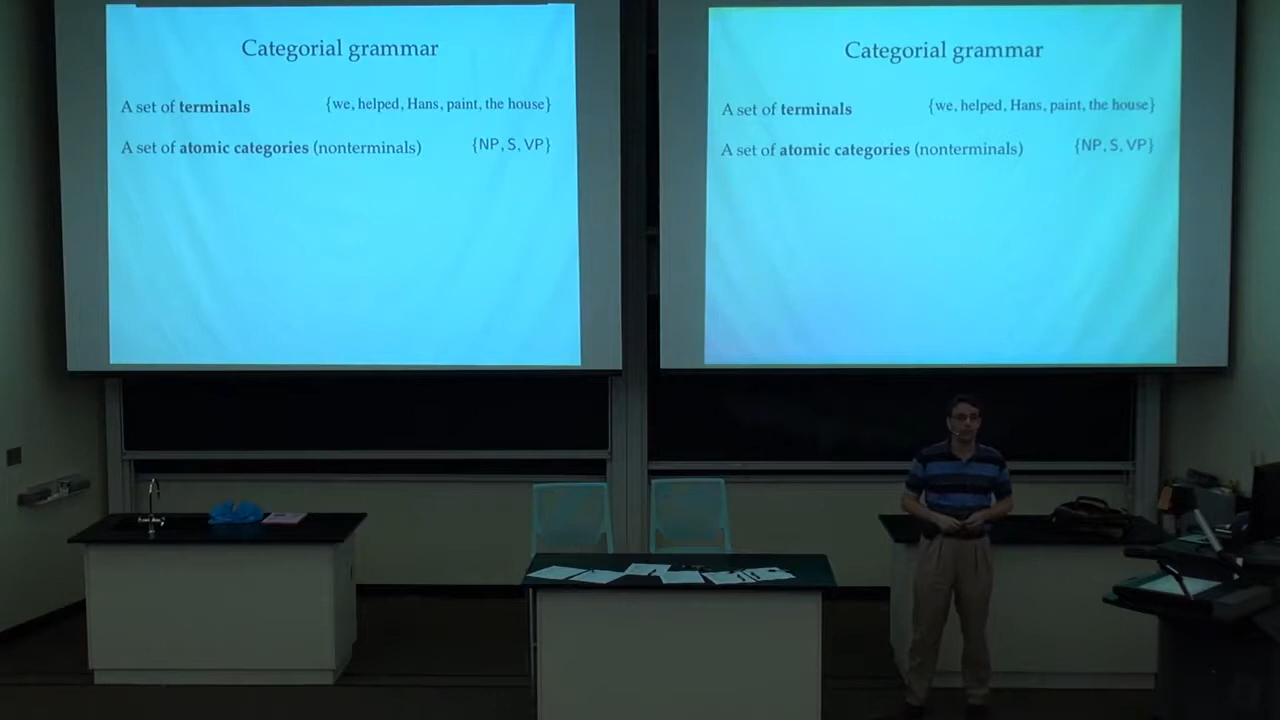 Categorial grammar
A set of terminals {we, helped, Hans, paint, the house}
A set of atomic categories (nonterminals) {NP, S, VP}
Categorial grammar
A set of terminals {we, helped, Hans, paint, the house}
A set of atomic categories (nonterminals) {NP, S, VP}